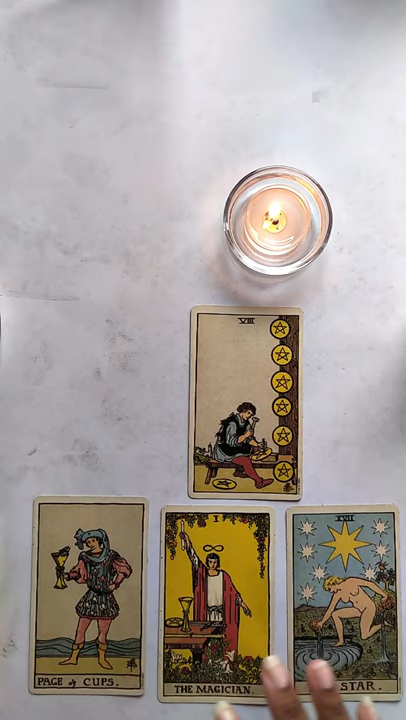 VIII
PAGE of CUPS.
I
THE MAGICIAN.
XVII
STAR.